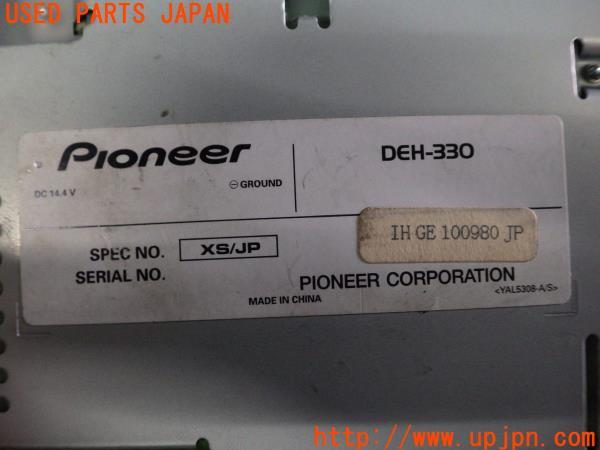 USED PARTS JAPAN
Pioneer
DEH-330
DC 14.4 V
⊖ GROUND
IH GE 100980 JP
SPEC NO. XS/JP
SERIAL NO.
PIONEER CORPORATION
MADE IN CHINA
<YAL5308-A/S>
http://www.upjpn.com